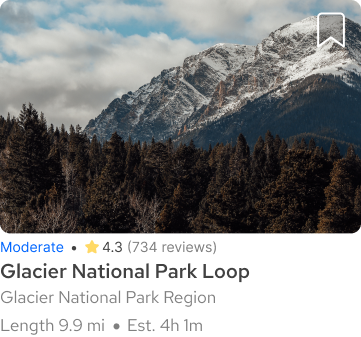 Moderate • 4.3 (734 reviews)
Glacier National Park Loop
Glacier National Park Region
Length 9.9 mi • Est. 4h 1m